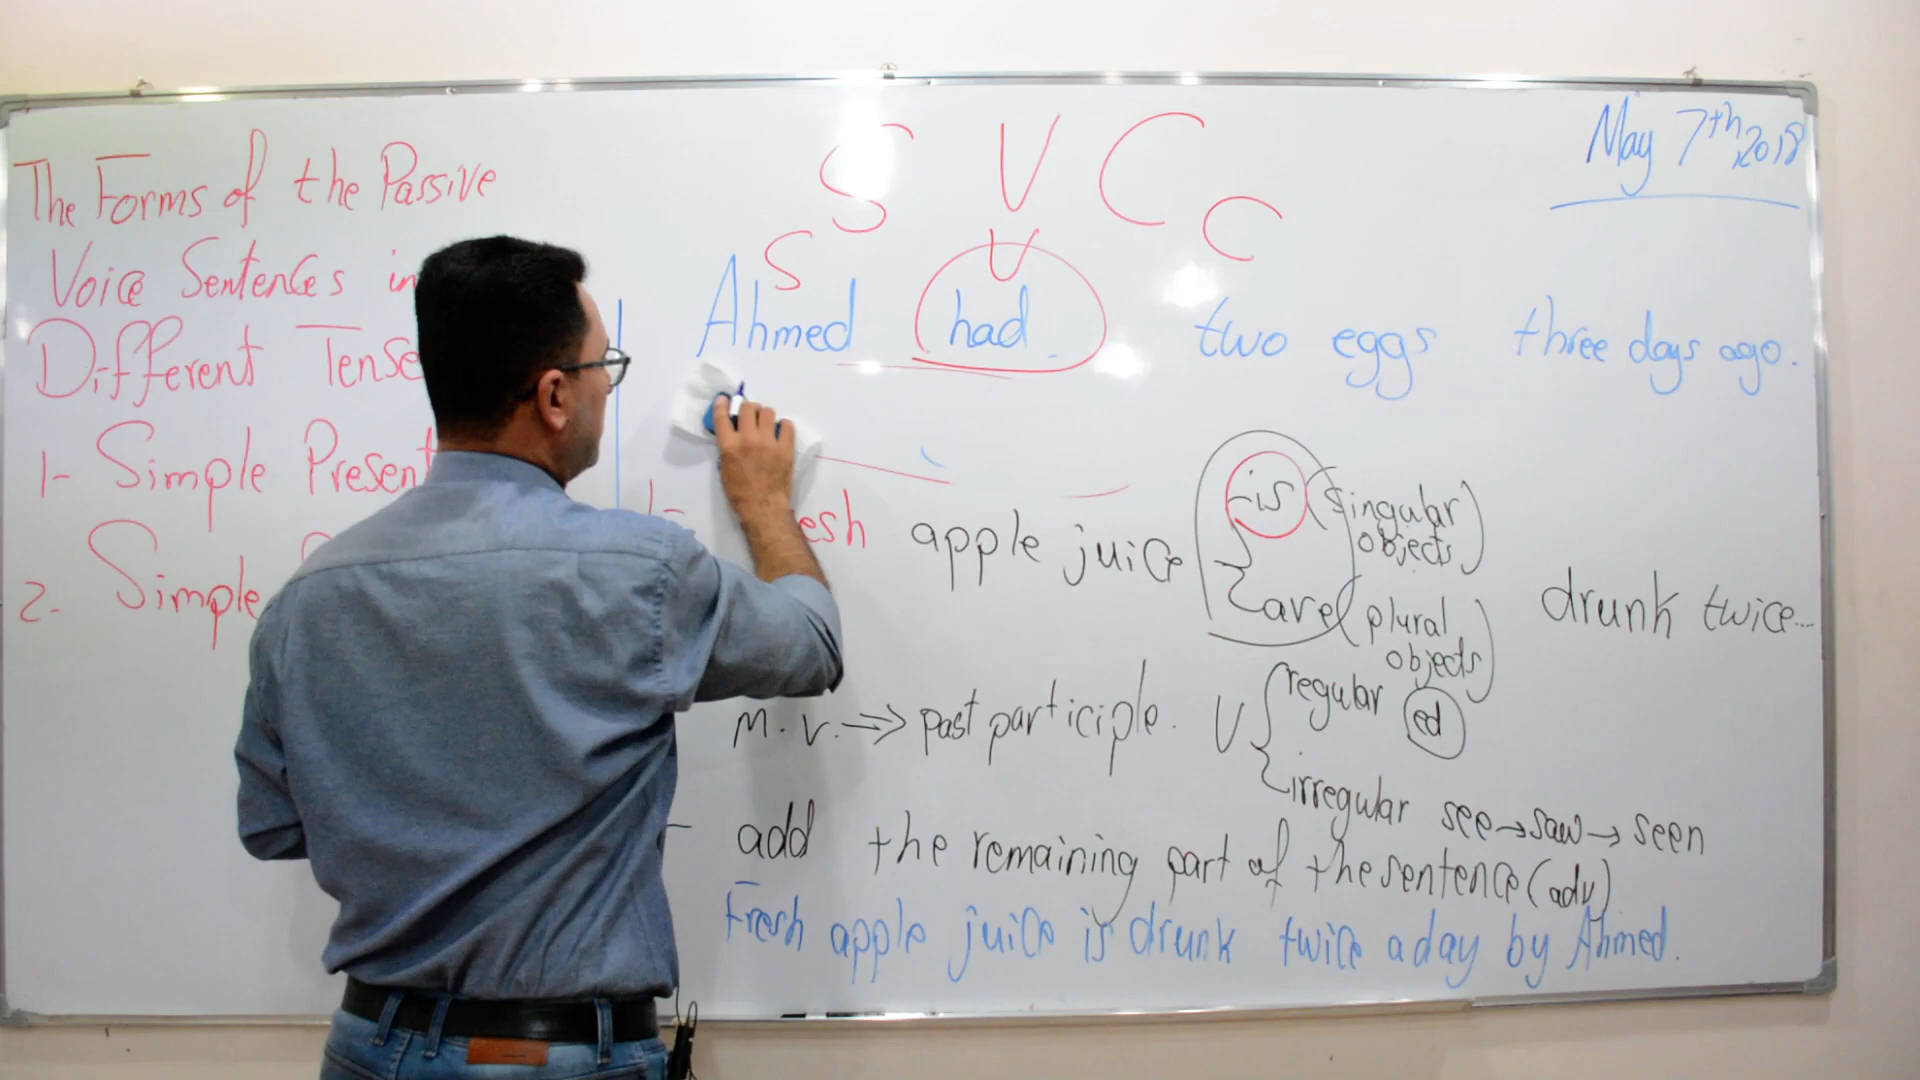 The Forms of the Passive
Voice Sentences in
Different Tense
1- Simple Present
2- Simple
May 7th, 2018
S V C
S V C
Ahmed had two eggs three days ago.
1- Fresh apple juice is (singular objects)
are (plural objects)
drunk twice...
m.v. => past participle. V regular ed
irregular see → saw → seen
- add the remaining part of the sentence (adv)
Fresh apple juice is drunk twice a day by Ahmed.